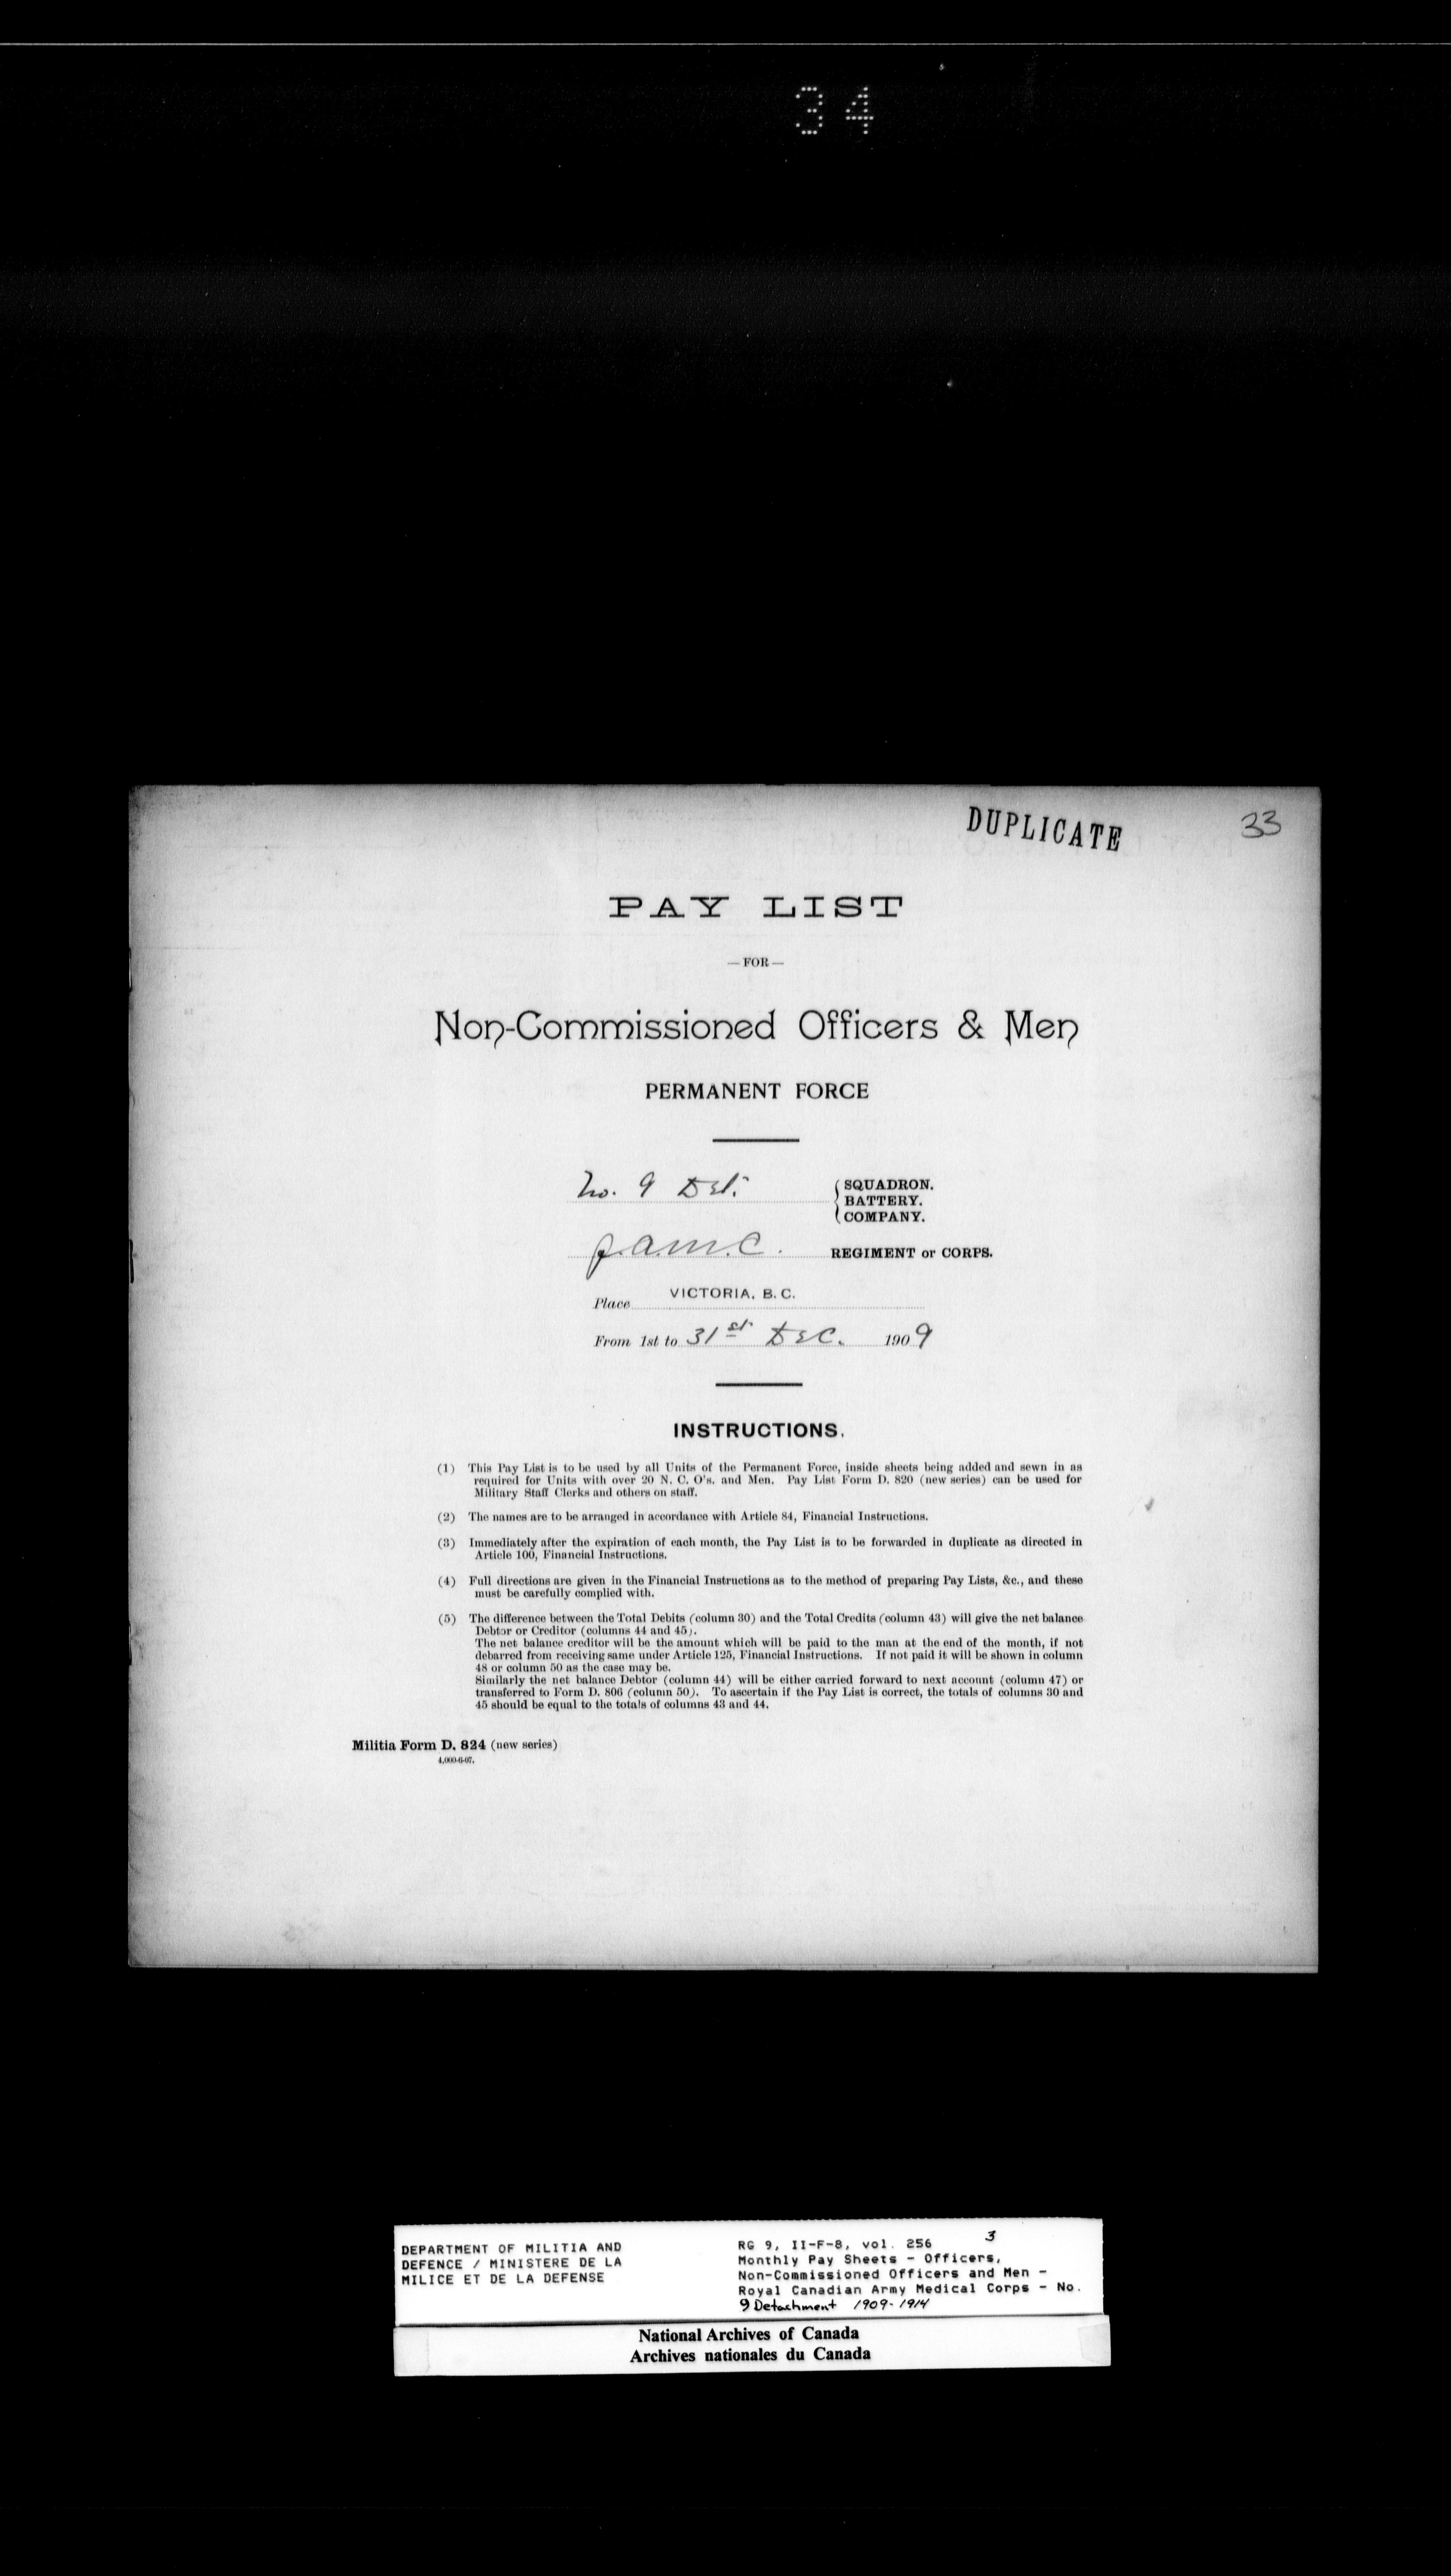 34
DUPLICATE 33
PAY LIST
— FOR —
Non-Commissioned Officers & Men
PERMANENT FORCE
No. 9 Det. SQUADRON.
BATTERY.
COMPANY.
P.A.M.C. REGIMENT or CORPS.
Place VICTORIA, B. C.
From 1st to 31st Dec. 1909
INSTRUCTIONS.
(1) This Pay List is to be used by all Units of the Permanent Force, inside sheets being added and sewn in as
required for Units with over 20 N. C. O's. and Men. Pay List Form D. 820 (new series) can be used for
Military Staff Clerks and others on staff.
(2) The names are to be arranged in accordance with Article 84, Financial Instructions.
(3) Immediately after the expiration of each month, the Pay List is to be forwarded in duplicate as directed in
Article 100, Financial Instructions.
(4) Full directions are given in the Financial Instructions as to the method of preparing Pay Lists, &c., and these
must be carefully complied with.
(5) The difference between the Total Debits (column 30) and the Total Credits (column 43) will give the net balance
Debtor or Creditor (columns 44 and 45).
The net balance creditor will be the amount which will be paid to the man at the end of the month, if not
debarred from receiving same under Article 125, Financial Instructions. If not paid it will be shown in column
48 or column 50 as the case may be.
Similarly the net balance Debtor (column 44) will be either carried forward to next account (column 47) or
transferred to Form D. 806 (column 50). To ascertain if the Pay List is correct, the totals of columns 30 and
45 should be equal to the totals of columns 43 and 44.
Militia Form D. 824 (new series)
4,000-6-07.
DEPARTMENT OF MILITIA AND
DEFENCE / MINISTERE DE LA
MILICE ET DE LA DEFENSE
3
RG 9, II-F-8, vol. 256
Monthly Pay Sheets - Officers,
Non-Commissioned Officers and Men -
Royal Canadian Army Medical Corps - No.
9 Detachment 1909-1914
National Archives of Canada
Archives nationales du Canada